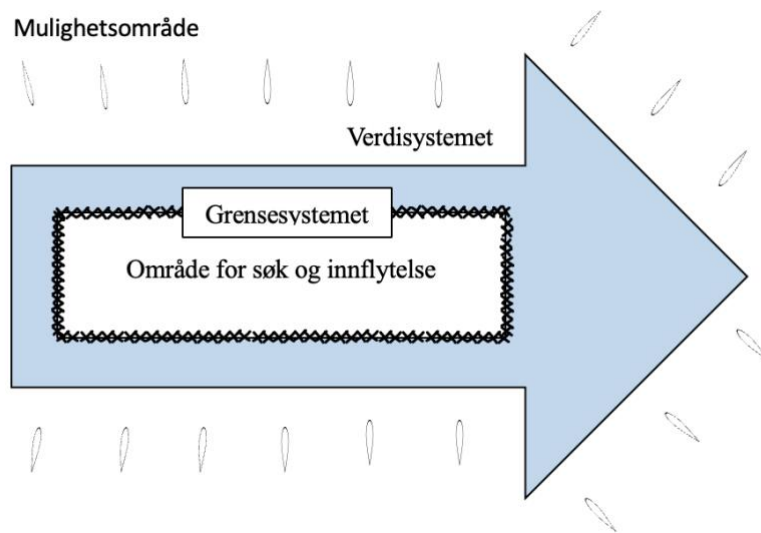 Mulighetsområde
Verdisystemet
Grensesystemet
Område for søk og innflytelse